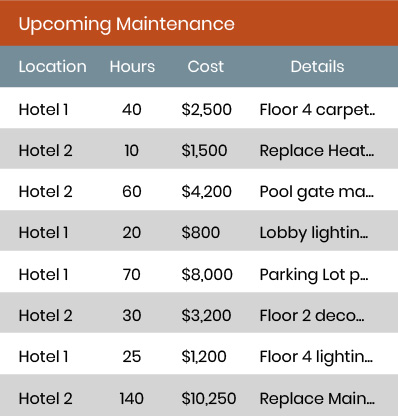 Upcoming Maintenance
Location Hours Cost Details
Hotel 1 40 $2,500 Floor 4 carpet..
Hotel 2 10 $1,500 Replace Heat...
Hotel 2 60 $4,200 Pool gate ma...
Hotel 1 20 $800 Lobby lightin...
Hotel 1 70 $8,000 Parking Lot p...
Hotel 2 30 $3,200 Floor 2 deco...
Hotel 1 25 $1,200 Floor 4 lightin...
Hotel 2 140 $10,250 Replace Main...